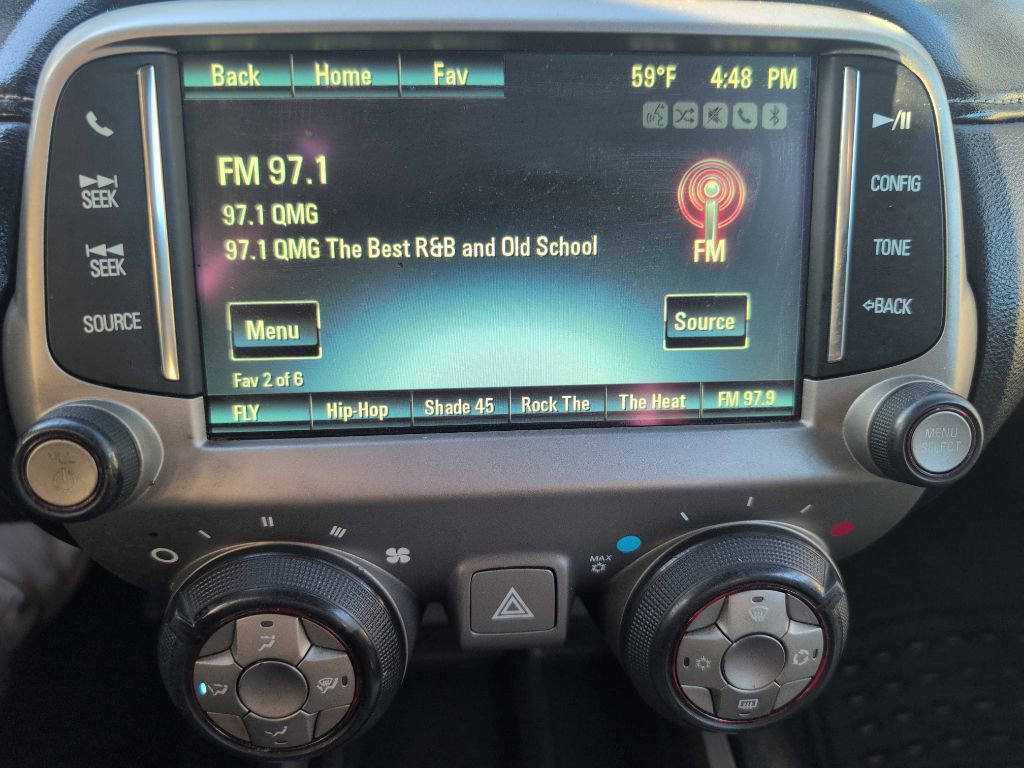 Back Home Fav 59°F 4:48 PM
FM 97.1
97.1 QMG
97.1 QMG The Best R&B and Old School
FM
Menu Source
Fav 2 of 6
FLY Hip-Hop Shade 45 Rock The The Heat FM 97.9
SEEK
SEEK
SOURCE
CONFIG
TONE
BACK
MENU
SELECT
MAX